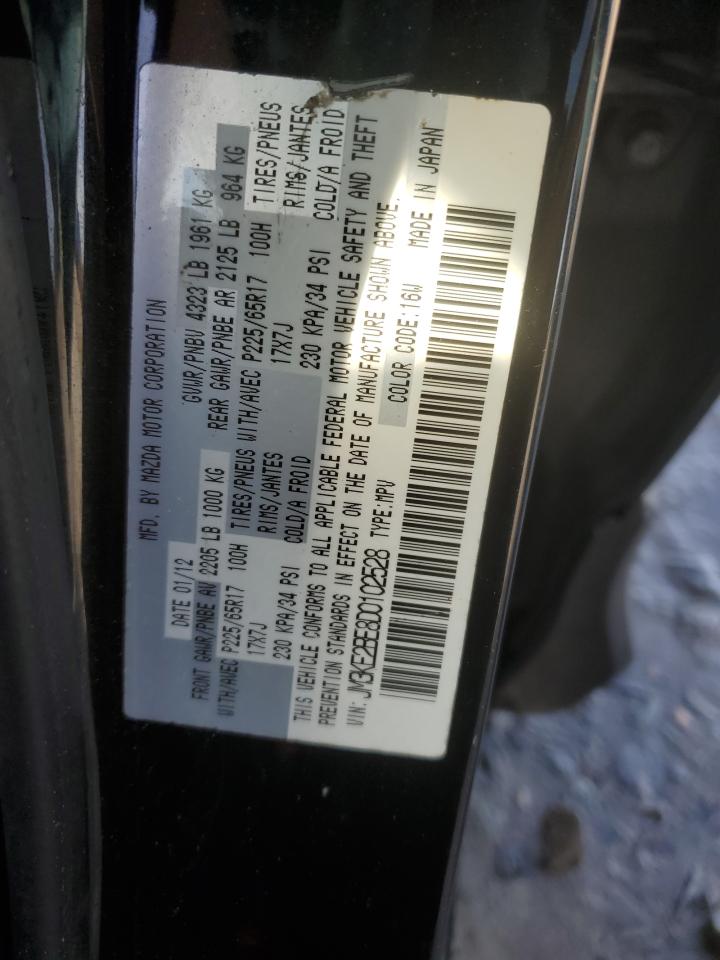 MFD. BY MAZDA MOTOR CORPORATION
DATE 01/12 GVWR/PNBV 4323 LB 1961 KG
FRONT GAWR/PNBE AV 2205 LB 1000 KG REAR GAWR/PNBE AR 2125 LB 964 KG
WITH/AVEC P225/65R17 100H TIRES/PNEUS WITH/AVEC P225/65R17 100H TIRES/PNEUS
17X7J RIMS/JANTES 17X7J RIMS/JANTES
230 KPA/34 PSI COLD/A FROID 230 KPA/34 PSI COLD/A FROID
THIS VEHICLE CONFORMS TO ALL APPLICABLE FEDERAL MOTOR VEHICLE SAFETY AND THEFT
PREVENTION STANDARDS IN EFFECT ON THE DATE OF MANUFACTURE SHOWN ABOVE.
VIN: JM3KE2BE8D0102528 TYPE:MPV COLOR CODE:16W MADE IN JAPAN